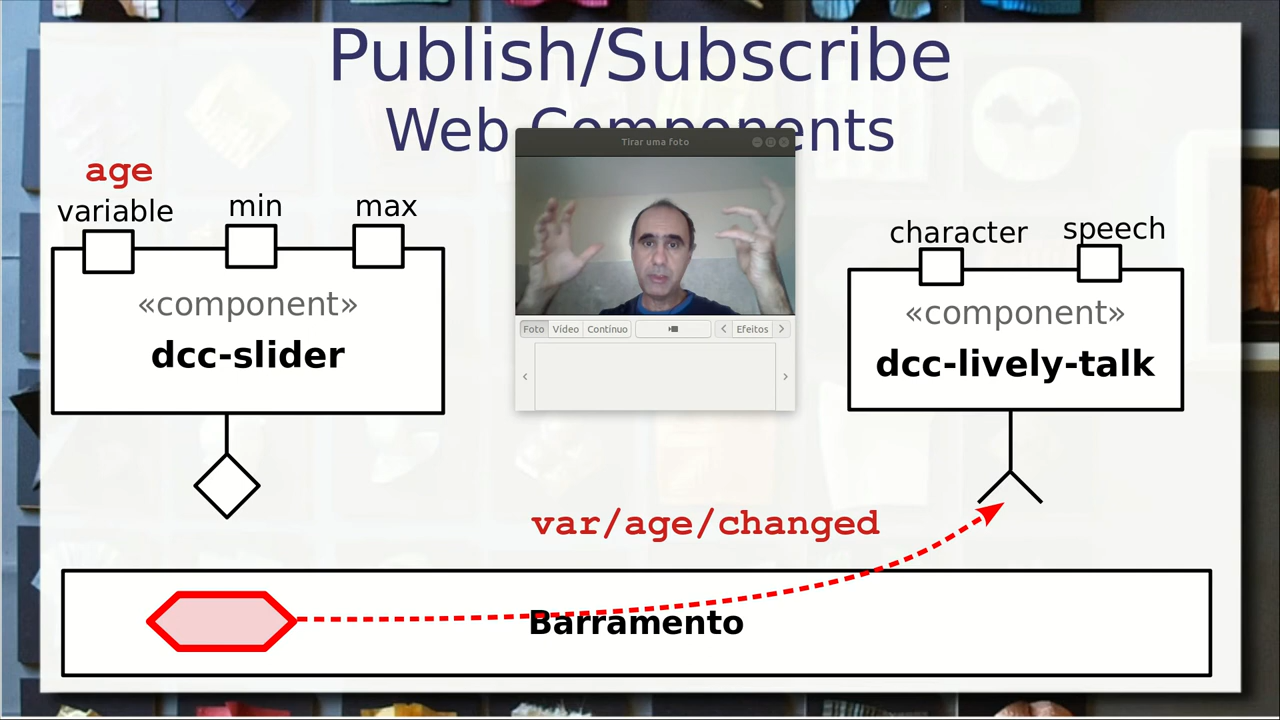 Publish/Subscribe
Web Components
age
variable
min
max
«component»
dcc-slider
Tirar uma foto
Foto
Vídeo
Contínuo
Efeitos
character
speech
«component»
dcc-lively-talk
var/age/changed
Barramento